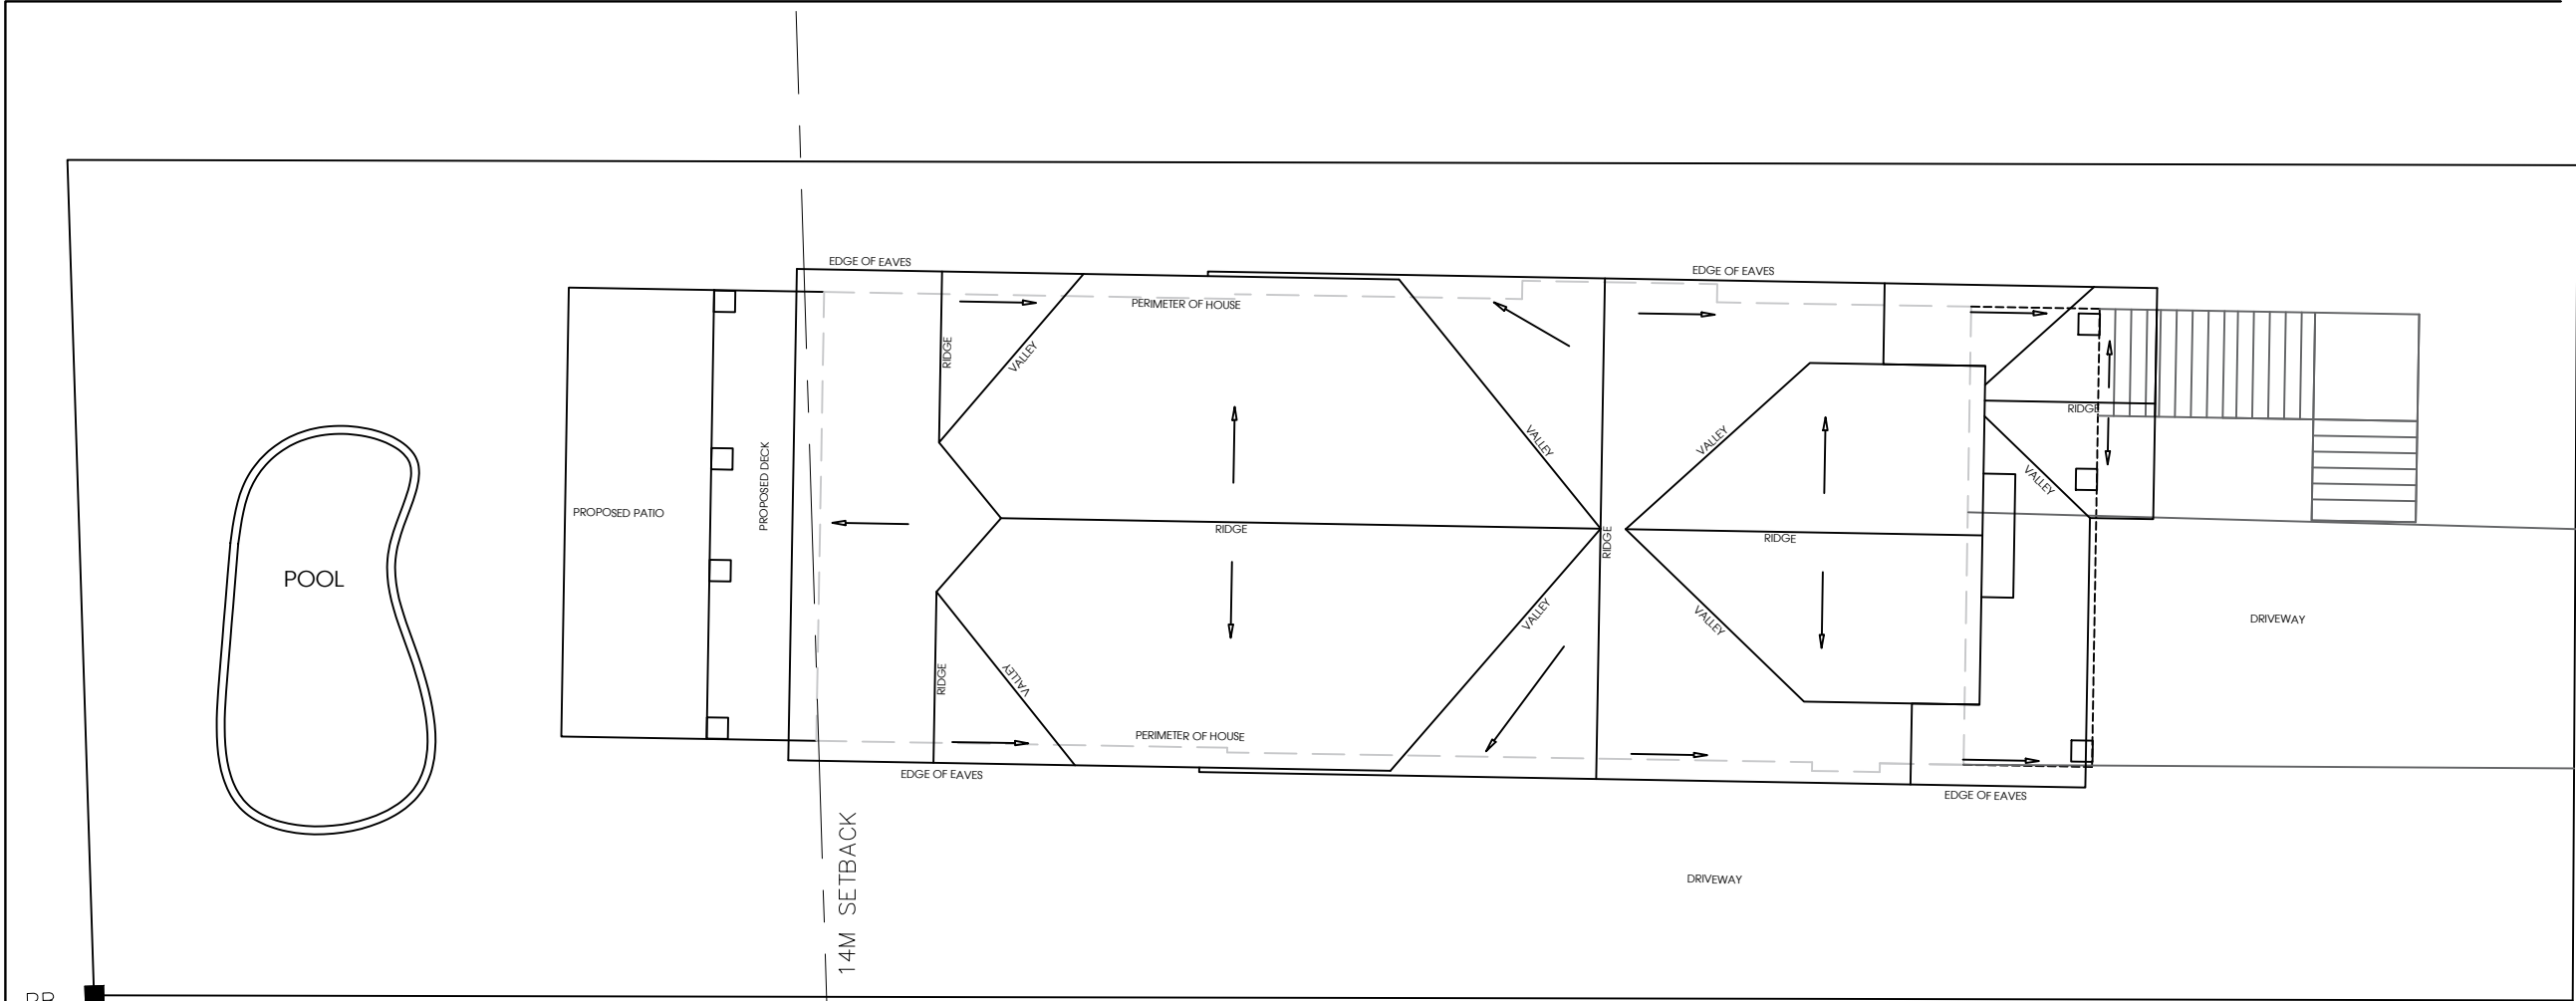 EDGE OF EAVES
EDGE OF EAVES
PERIMETER OF HOUSE
RIDGE
VALLEY
RIDGE
VALLEY
VALLEY
VALLEY
PROPOSED DECK
PROPOSED PATIO
RIDGE
RIDGE
RIDGE
POOL
VALLEY
VALLEY
DRIVEWAY
RIDGE
VALLEY
PERIMETER OF HOUSE
EDGE OF EAVES
EDGE OF EAVES
14M SETBACK
DRIVEWAY